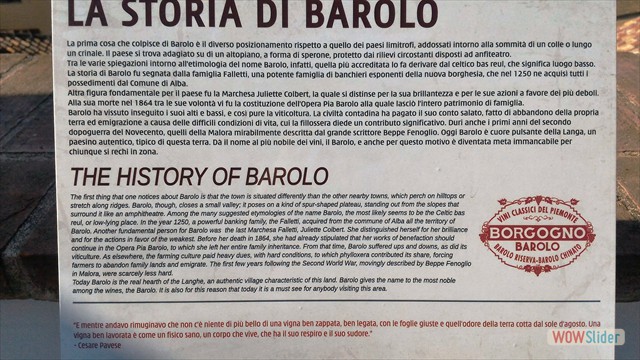 LA STORIA DI BAROLO
La prima cosa che colpisce di Barolo è il diverso posizionamento rispetto a quello dei paesi limitrofi, addossati intorno alla sommità di un colle o lungo
un crinale. Il paese si trova adagiato su di un altopiano, a forma di sperone, protetto dai rilievi circostanti disposti ad anfiteatro.
Tra le varie spiegazioni intorno all'etimologia del nome Barolo, infatti, quella più accreditata lo fa derivare dal celtico bas reul, che significa luogo basso.
La storia di Barolo fu segnata dalla famiglia Falletti, una potente famiglia di banchieri esponenti della nuova borghesia, che nel 1250 ne acquisì tutti i
possedimenti dal Comune di Alba.
Altra figura fondamentale per il paese fu la Marchesa Juliette Colbert, la quale si distinse per la sua brillantezza e per le sue azioni a favore dei più deboli.
Alla sua morte nel 1864 tra le sue volontà vi fu la costituzione dell'Opera Pia Barolo alla quale lasciò l'intero patrimonio di famiglia.
Barolo ha vissuto inseguito i suoi alti e bassi, e così pure la viticoltura. La civiltà contadina ha pagato il suo conto salato, fatto di abbandono della propria
terra ed emigrazione a causa delle difficili condizioni di vita, cui la fillossera diede un contributo significativo. Duri anche i primi anni del secondo
dopoguerra del Novecento, quelli della Malora mirabilmente descritta dal grande scrittore Beppe Fenoglio. Oggi Barolo è cuore pulsante della Langa, un
paesino autentico, tipico di questa terra. Dà il nome al più nobile dei vini, il Barolo, e anche per questo motivo è diventata meta immancabile per
chiunque si rechi in zona.
THE HISTORY OF BAROLO
The first thing that one notices about Barolo is that the town is situated differently than the other nearby towns, which perch on hilltops or
stretch along ridges. Barolo, though, closes a small valley; it poses on a kind of spur-shaped plateau, standing out from the slopes that
surround it like an amphitheatre. Among the many suggested etymologies of the name Barolo, the most likely seems to be the Celtic bas
reul, or low-lying place. In the year 1250, a powerful banking family, the Falletti, acquired from the commune of Alba all the territory of
Barolo. Another fundamental person for Barolo was the last Marchesa Falletti, Juliette Colbert. She distinguished herself for her brilliance
and for the actions in favor of the weakest. Before her death in 1864, she had already stipulated that her works of benefaction should
continue in the Opera Pia Barolo, to which she left her entire family inheritance. From that time, Barolo suffered ups and downs, as did its
viticulture. As elsewhere, the farming culture paid heavy dues, with hard conditions, to which phylloxera contributed its share, forcing
farmers to abandon family lands and emigrate. The first few years following the Second World War, movingly described by Beppe Fenoglio
in Malora, were scarcely less hard.
Today Barolo is the real hearth of the Langhe, an authentic village characteristic of this land. Barolo gives the name to the most noble
among the wines, the Barolo. It is also for this reason that today it is a must see for anybody visiting this area.
VINI CLASSICI DEL PIEMONTE
BORGOGNO
BAROLO
BAROLO RISERVA-BAROLO CHINATO
"E mentre andavo rimuginavo che non c'è niente di più bello di una vigna ben zappata, ben legata, con le foglie giuste e quell'odore della terra cotta dal sole d'agosto. Una
vigna ben lavorata è come un fisico sano, un corpo che vive, che ha il suo respiro e il suo sudore."
- Cesare Pavese
WOWSlider